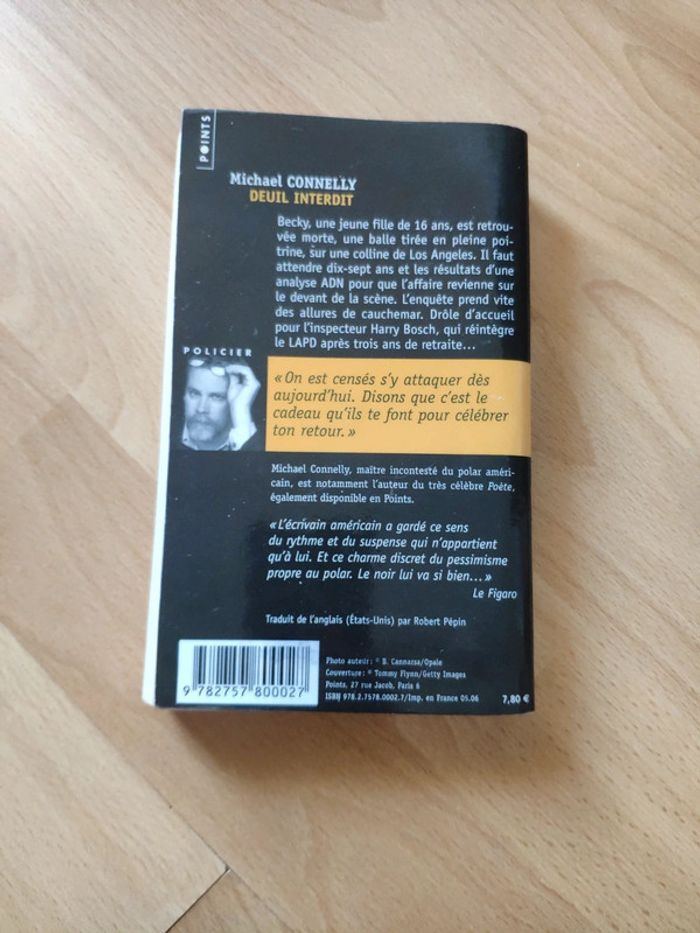 POINTS
Michael CONNELLY
DEUIL INTERDIT
Becky, une jeune fille de 16 ans, est retrou-
vée morte, une balle tirée en pleine poi-
trine, sur une colline de Los Angeles. Il faut
attendre dix-sept ans et les résultats d'une
analyse ADN pour que l'affaire revienne sur
le devant de la scène. L'enquête prend vite
des allures de cauchemar. Drôle d'accueil
pour l'inspecteur Harry Bosch, qui réintègre
le LAPD après trois ans de retraite...
POLICIER
« On est censés s'y attaquer dès
aujourd'hui. Disons que c'est le
cadeau qu'ils te font pour célébrer
ton retour. »
Michael Connelly, maître incontesté du polar améri-
cain, est notamment l'auteur du très célèbre Poète,
également disponible en Points.
« L'écrivain américain a gardé ce sens
du rythme et du suspense qui n'appartient
qu'à lui. Et ce charme discret du pessimisme
propre au polar. Le noir lui va si bien... »
Le Figaro
Traduit de l'anglais (États-Unis) par Robert Pépin
Photo auteur : © B. Cannarsa/Opale
Couverture : © Tommy Flynn/Getty Images
Points, 27 rue Jacob, Paris 6
ISBN 978.2.7578.0002.7/Imp. en France 05.06
7,80 €
9 782757 800027